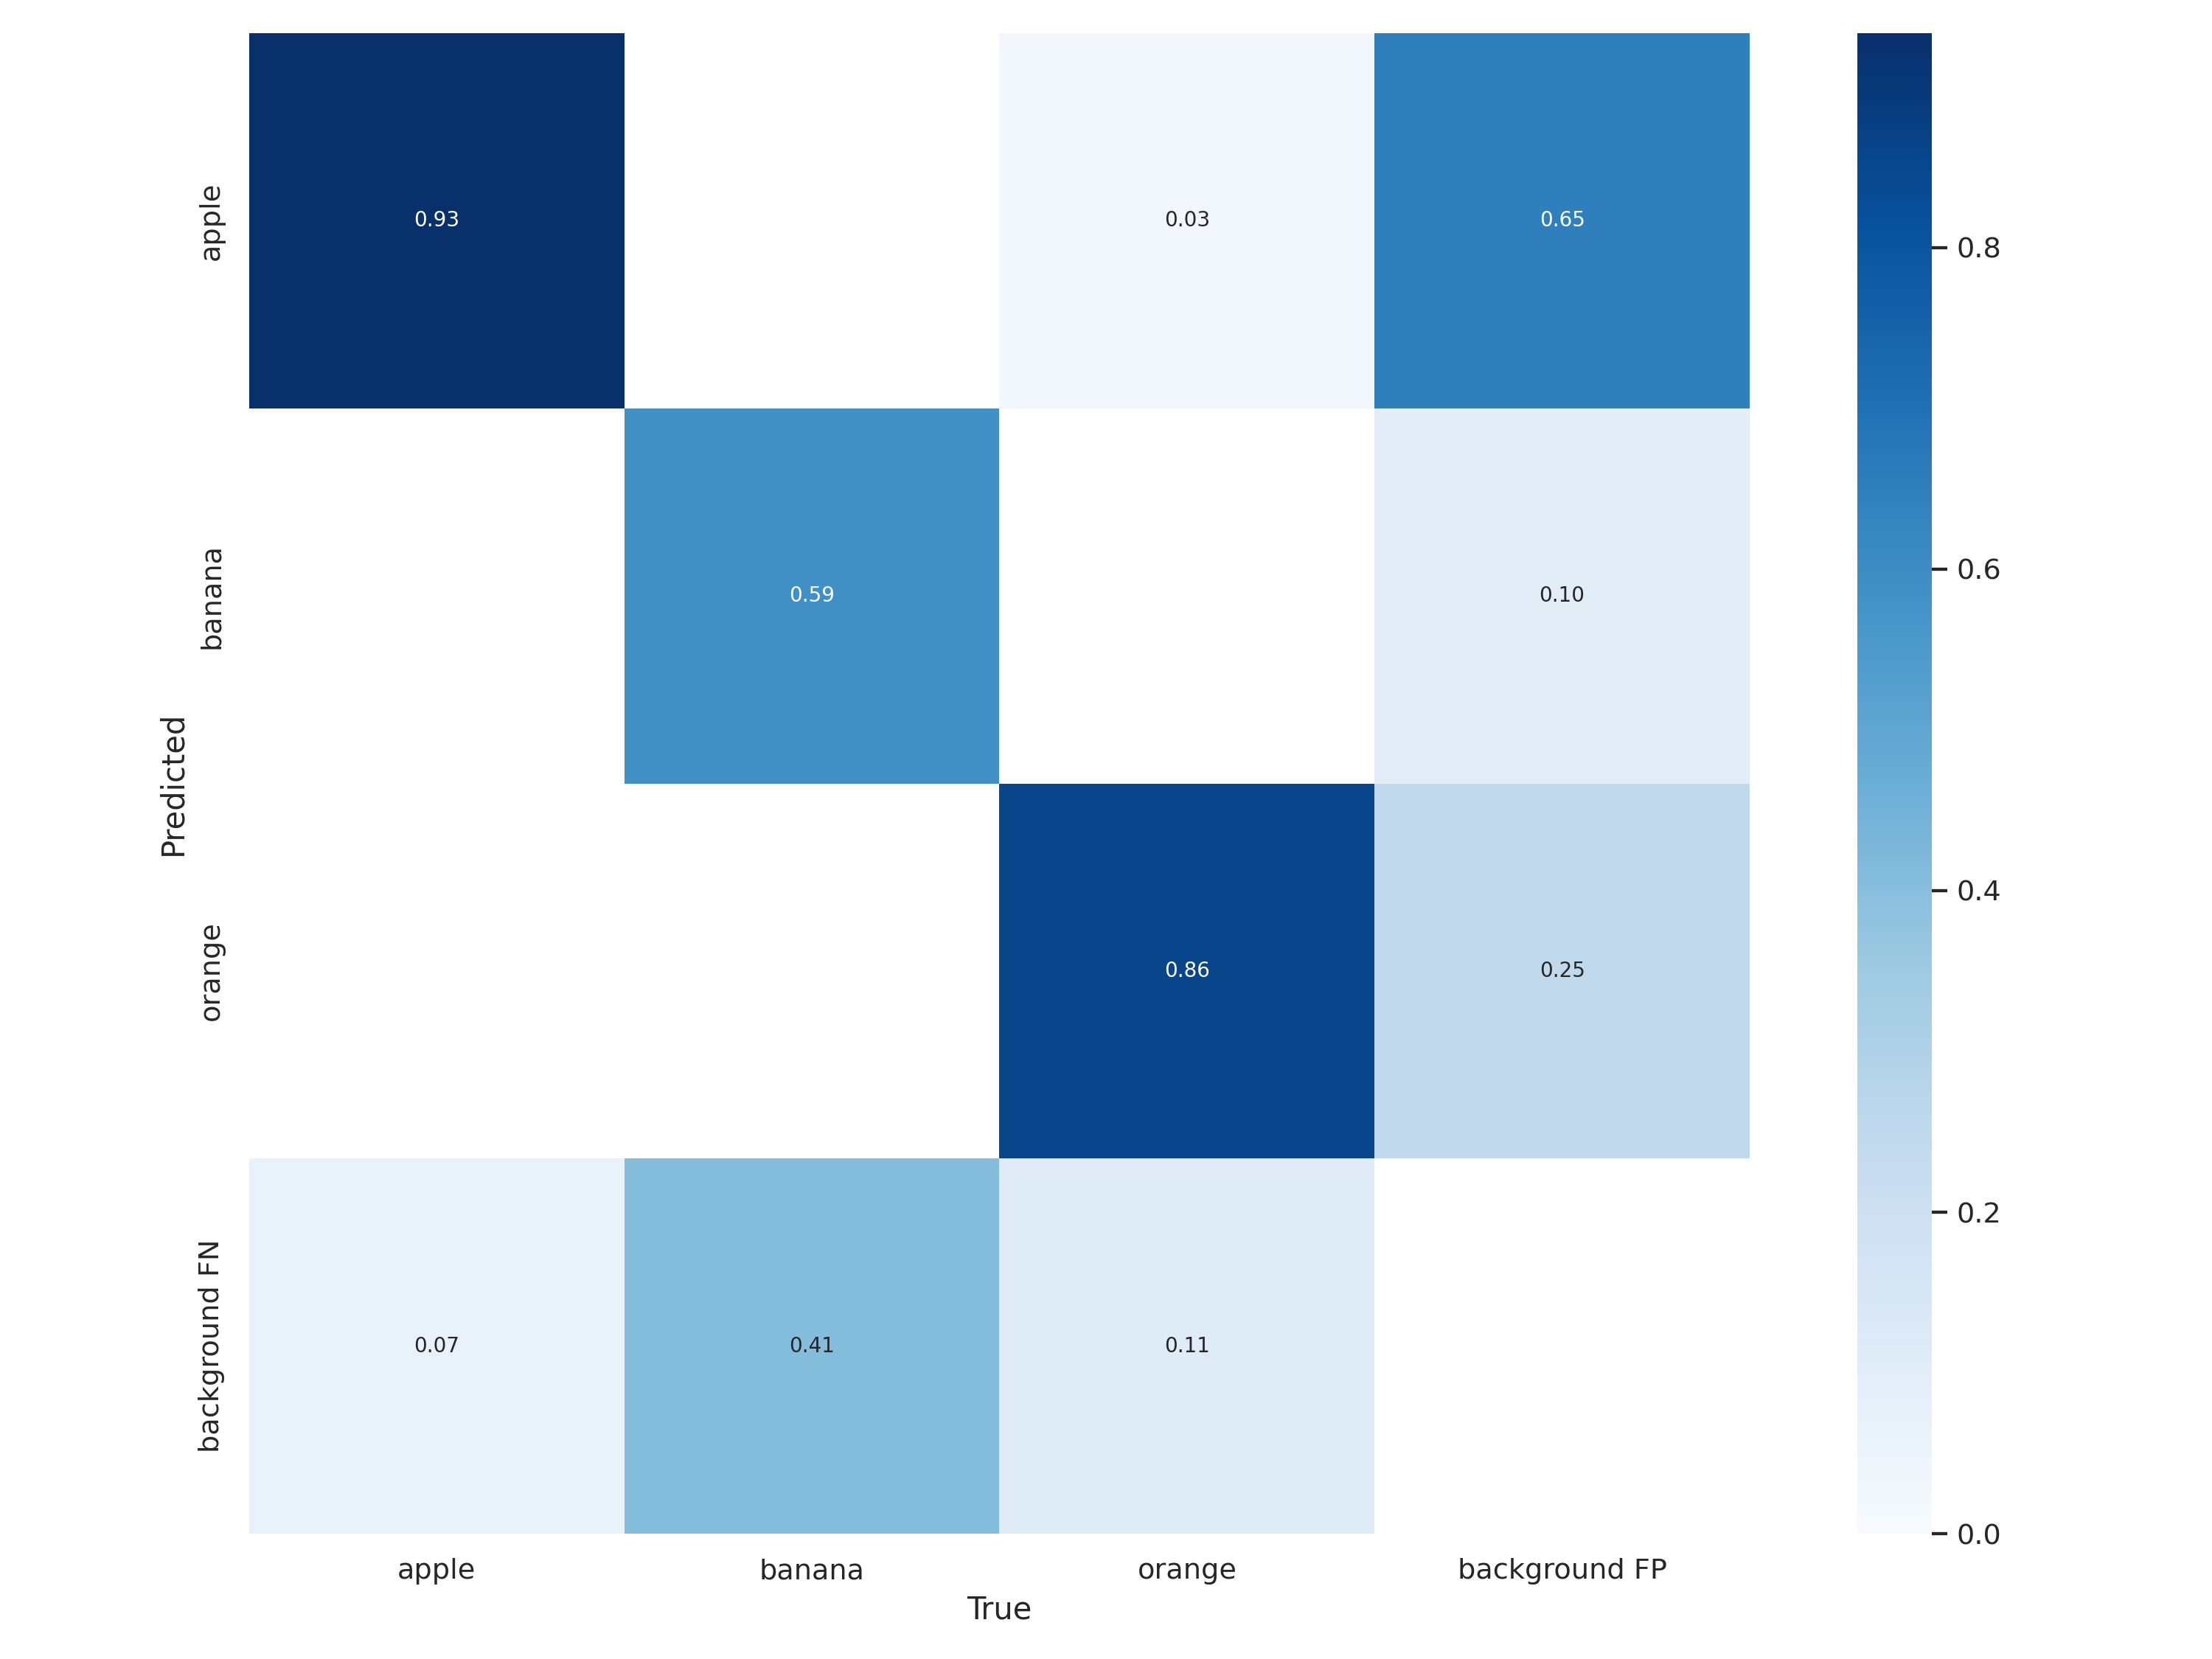 apple
0.93
0.03
0.65
0.8
banana
0.59
0.10
0.6
Predicted
orange
0.86
0.25
0.4
background FN
0.07
0.41
0.11
0.2
0.0
apple
banana
orange
background FP
True